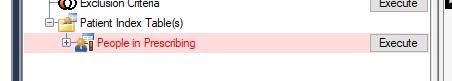 Exclusion Criteria Execute
Patient Index Table(s)
People in Prescribing Execute